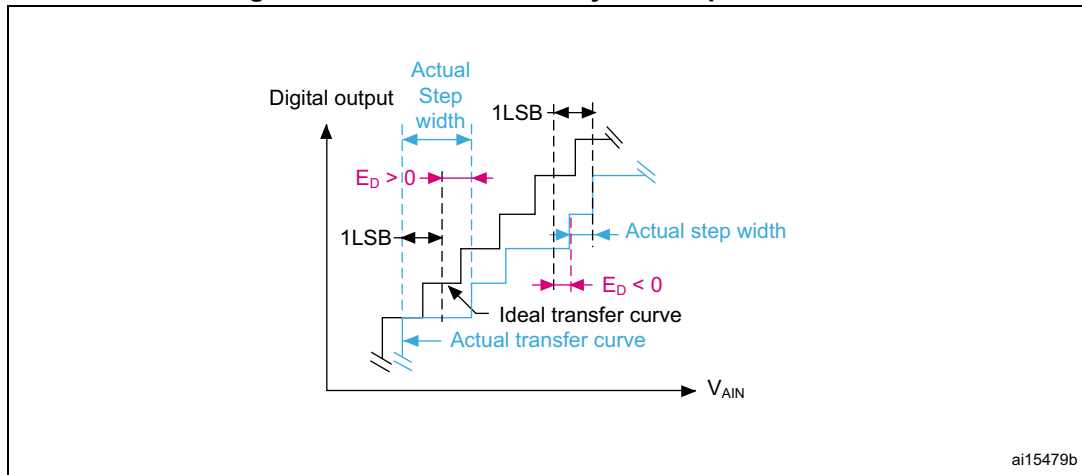 Actual
Step
width
Digital output
1LSB
E_D > 0
1LSB
Actual step width
E_D < 0
Ideal transfer curve
Actual transfer curve
V_AIN
ai15479b